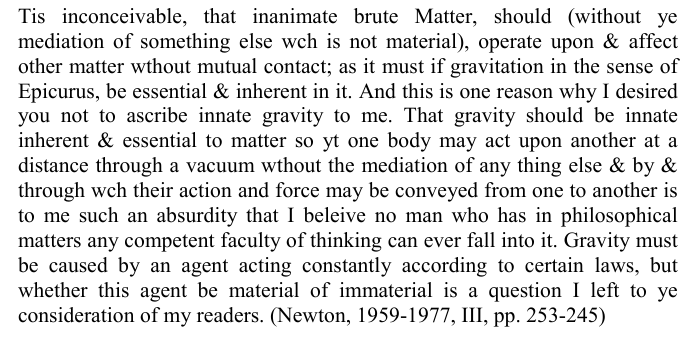 Tis inconceivable, that inanimate brute Matter, should (without ye
mediation of something else wch is not material), operate upon & affect
other matter wthout mutual contact; as it must if gravitation in the sense of
Epicurus, be essential & inherent in it. And this is one reason why I desired
you not to ascribe innate gravity to me. That gravity should be innate
inherent & essential to matter so yt one body may act upon another at a
distance through a vacuum wthout the mediation of any thing else & by &
through wch their action and force may be conveyed from one to another is
to me such an absurdity that I beleive no man who has in philosophical
matters any competent faculty of thinking can ever fall into it. Gravity must
be caused by an agent acting constantly according to certain laws, but
whether this agent be material of immaterial is a question I left to ye
consideration of my readers. (Newton, 1959-1977, III, pp. 253-245)